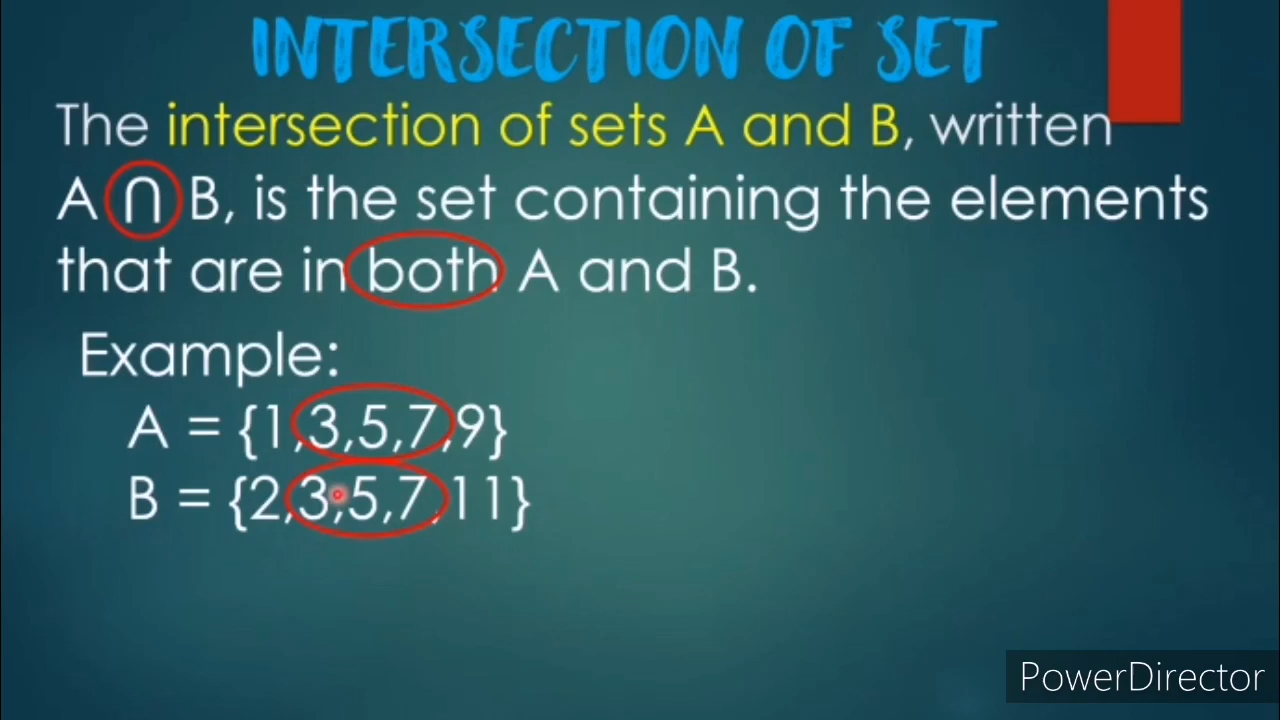 INTERSECTION OF SET
The intersection of sets A and B, written
A ∩ B, is the set containing the elements
that are in both A and B.
Example:
A = {1,3,5,7,9}
B = {2,3,5,7,11}
PowerDirector